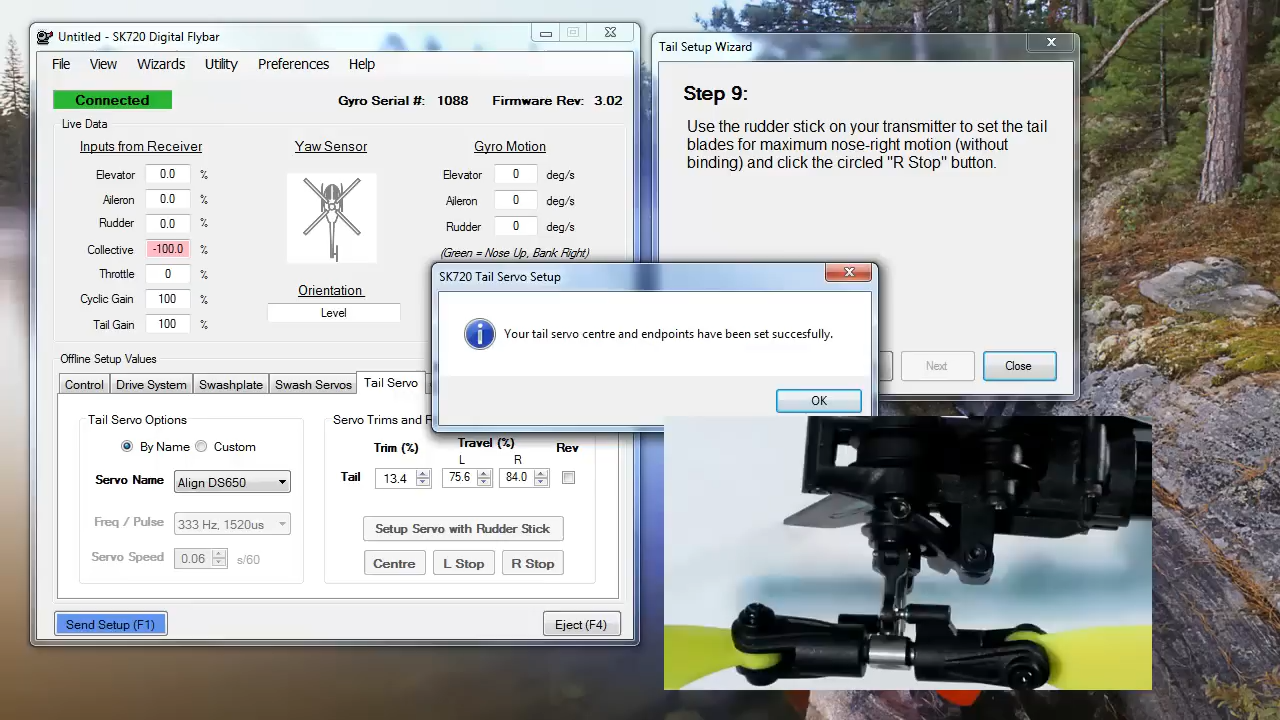 Untitled - SK720 Digital Flybar
File View Wizards Utility Preferences Help
Connected
Gyro Serial #: 1088 Firmware Rev: 3.02
Live Data
Inputs from Receiver
Elevator 0.0 %
Aileron 0.0 %
Rudder 0.0 %
Collective -100.0 %
Throttle 0 %
Cyclic Gain 100 %
Tail Gain 100 %
Yaw Sensor
Orientation
Level
Gyro Motion
Elevator 0 deg/s
Aileron 0 deg/s
Rudder 0 deg/s
(Green = Nose Up, Bank Right)
Offline Setup Values
Control Drive System Swashplate Swash Servos Tail Servo
Tail Servo Options
By Name Custom
Servo Name Align DS650
Freq / Pulse 333 Hz, 1520us
Servo Speed 0.06 s/60
Servo Trims and
Trim (%) Travel (%) Rev
L R
Tail 13.4 75.6 84.0
Setup Servo with Rudder Stick
Centre L Stop R Stop
Send Setup (F1) Eject (F4)
Tail Setup Wizard
Step 9:
Use the rudder stick on your transmitter to set the tail
blades for maximum nose-right motion (without
binding) and click the circled "R Stop" button.
Next Close
SK720 Tail Servo Setup
Your tail servo centre and endpoints have been set succesfully.
OK